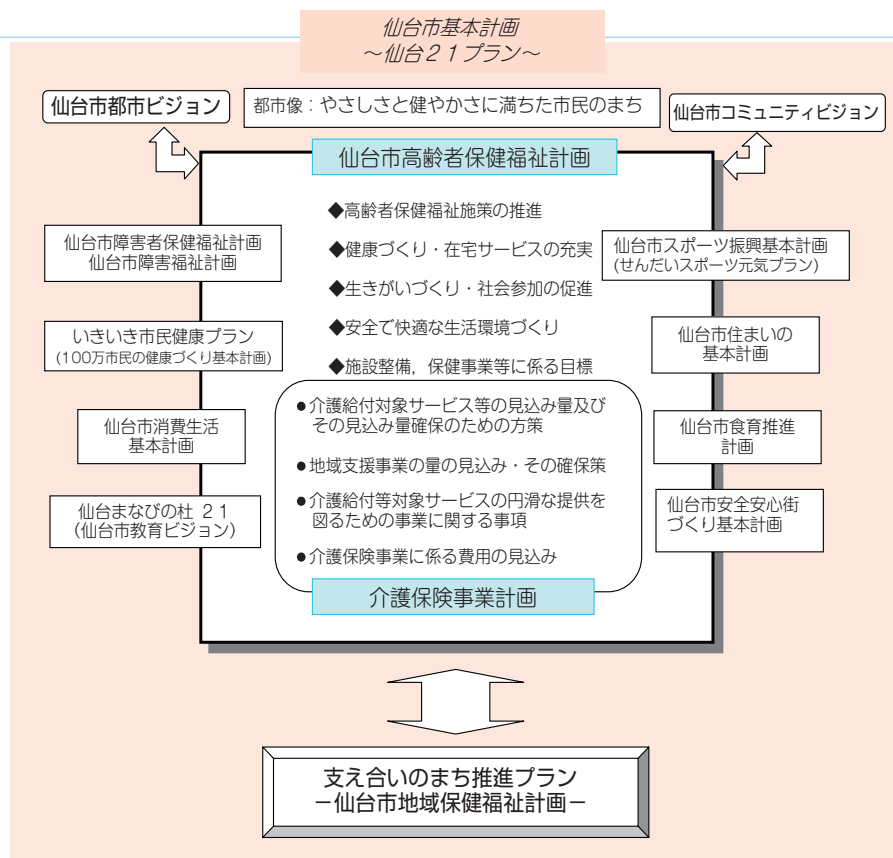 仙台市基本計画
～仙台２１プラン～
仙台市都市ビジョン
都市像：やさしさと健やかさに満ちた市民のまち
仙台市コミュニティビジョン
仙台市高齢者保健福祉計画
◆高齢者保健福祉施策の推進
◆健康づくり・在宅サービスの充実
◆生きがいづくり・社会参加の促進
◆安全で快適な生活環境づくり
◆施設整備，保健事業等に係る目標
仙台市障害者保健福祉計画
仙台市障害福祉計画
いきいき市民健康プラン
(100万市民の健康づくり基本計画)
仙台市消費生活
基本計画
仙台まなびの杜 ２１
(仙台市教育ビジョン)
仙台市スポーツ振興基本計画
(せんだいスポーツ元気プラン)
仙台市住まいの
基本計画
仙台市食育推進
計画
仙台市安全安心街
づくり基本計画
●介護給付対象サービス等の見込み量及び
その見込み量確保のための方策
●地域支援事業の量の見込み・その確保策
●介護給付等対象サービスの円滑な提供を
図るための事業に関する事項
●介護保険事業に係る費用の見込み
介護保険事業計画
支え合いのまち推進プラン
－仙台市地域保健福祉計画－